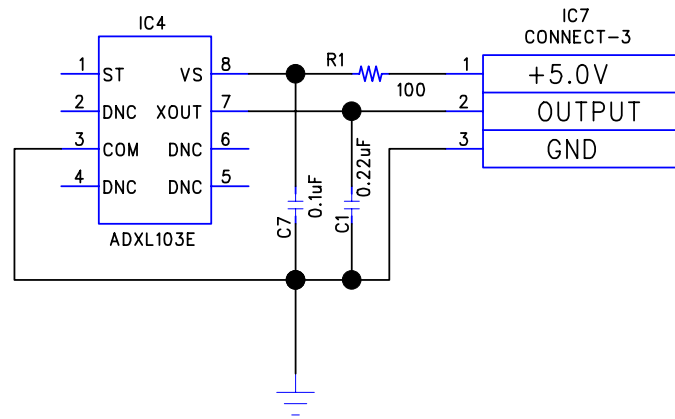 IC4
IC7
CONNECT-3
1 ST VS 8
R1
100
1 +5.0V
2 DNC XOUT 7
2 OUTPUT
3 COM DNC 6
3 GND
4 DNC DNC 5
ADXL103E
C7 0.1uF
C1 0.22uF